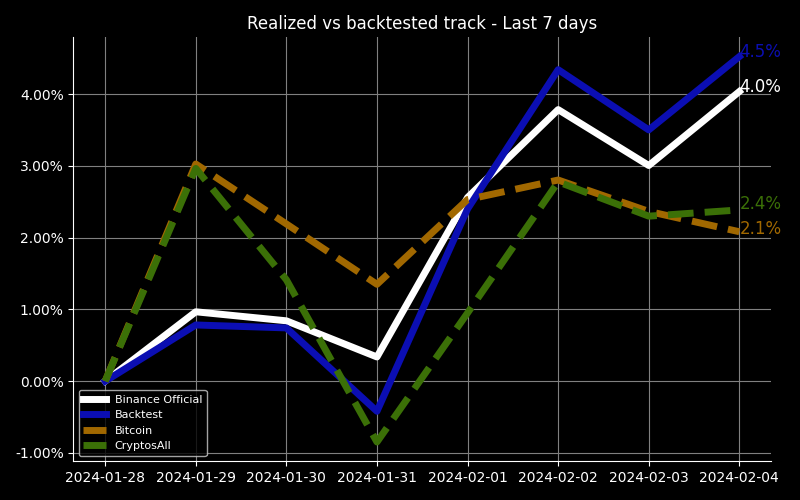 Realized vs backtested track - Last 7 days
4.5%
4.0%
4.00%
3.00%
2.4%
2.1%
2.00%
1.00%
0.00%
Binance Official
Backtest
Bitcoin
CryptosAll
-1.00%
2024-01-28 2024-01-29 2024-01-30 2024-01-31 2024-02-01 2024-02-02 2024-02-03 2024-02-04